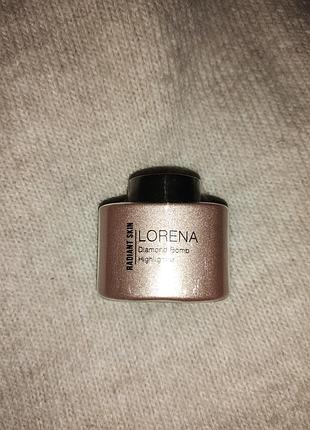 RADIANT SKIN
LORENA
Diamond Bomb
Highlighter